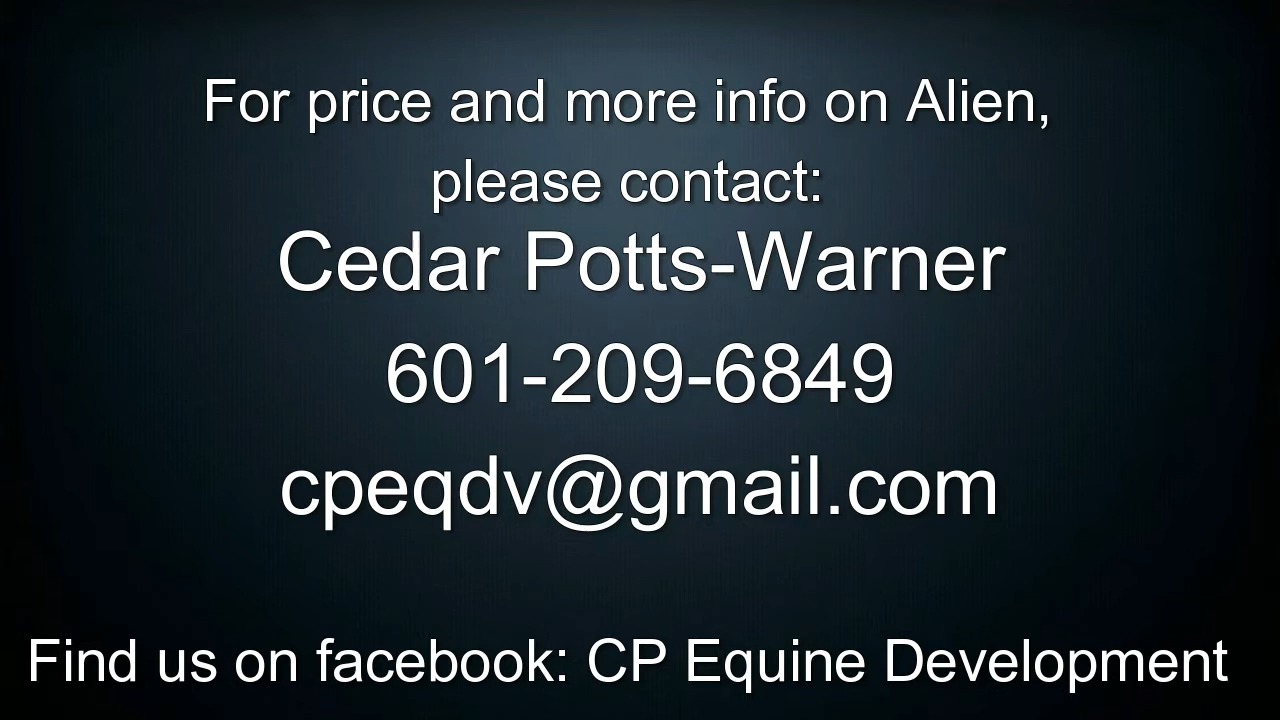 For price and more info on Alien,
please contact:
Cedar Potts-Warner
601-209-6849
cpeqdv@gmail.com
Find us on facebook: CP Equine Development